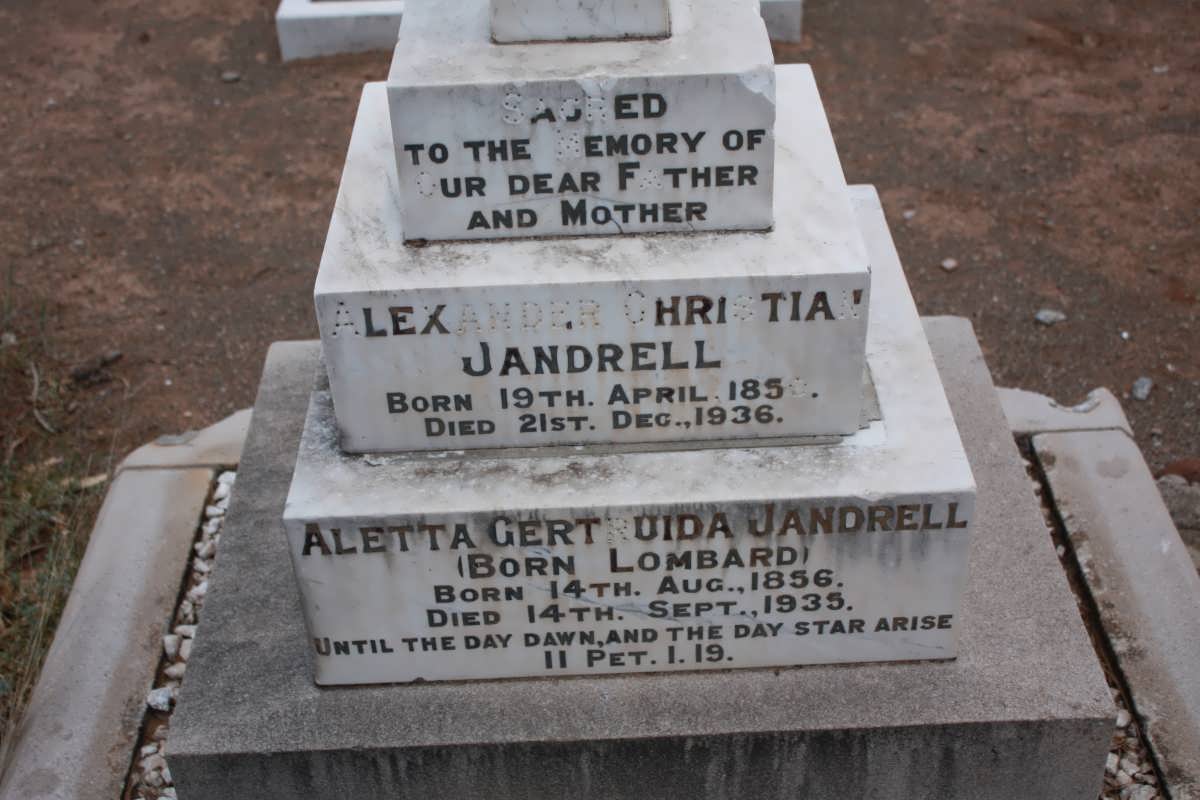 SACRED
TO THE MEMORY OF
OUR DEAR FATHER
AND MOTHER
ALEXANDER CHRISTIAN
JANDRELL
BORN 19TH. APRIL
DIED 21ST. DEC., 1936.
ALETTA GERTRUIDA JANDRELL
(BORN LOMBARD)
BORN 14TH. AUG., 1856.
DIED 14TH. SEPT., 1935.
UNTIL THE DAY DAWN, AND THE DAY STAR ARISE
II PET. I. 19.